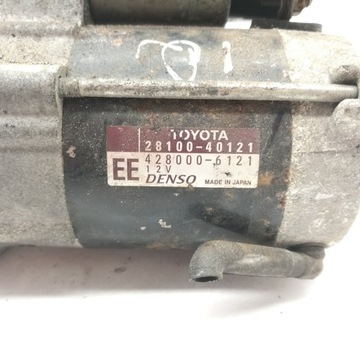 TOYOTA
28100-40121
EE 428000-6121
12V
DENSO MADE IN JAPAN